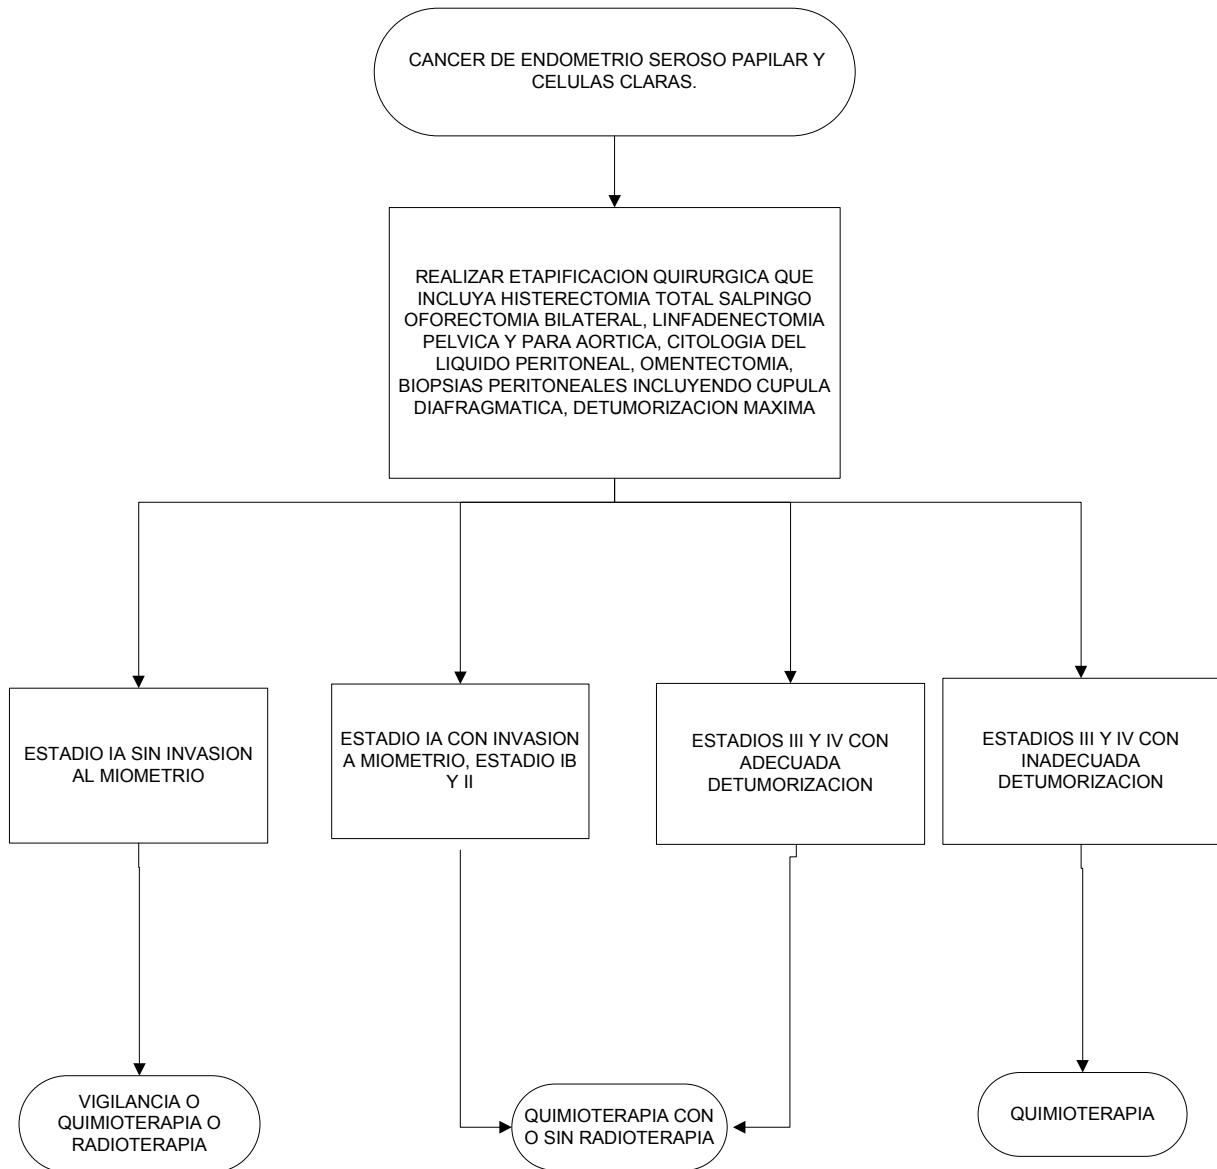 CANCER DE ENDOMETRIO SEROSO PAPILAR Y
CELULAS CLARAS.
REALIZAR ETAPIFICACION QUIRURGICA QUE
INCLUYA HISTERECTOMIA TOTAL SALPINGO
OFORECTOMIA BILATERAL, LINFADENECTOMIA
PELVICA Y PARA AORTICA, CITOLOGIA DEL
LIQUIDO PERITONEAL, OMENTECTOMIA,
BIOPSIAS PERITONEALES INCLUYENDO CUPULA
DIAFRAGMATICA, DETUMORIZACION MAXIMA
ESTADIO IA SIN INVASION
AL MIOMETRIO
ESTADIO IA CON INVASION
A MIOMETRIO, ESTADIO IB
Y II
ESTADIOS III Y IV CON
ADECUADA
DETUMORIZACION
ESTADIOS III Y IV CON
INADECUADA
DETUMORIZACION
VIGILANCIA O
QUIMIOTERAPIA O
RADIOTERAPIA
QUIMIOTERAPIA CON
O SIN RADIOTERAPIA
QUIMIOTERAPIA